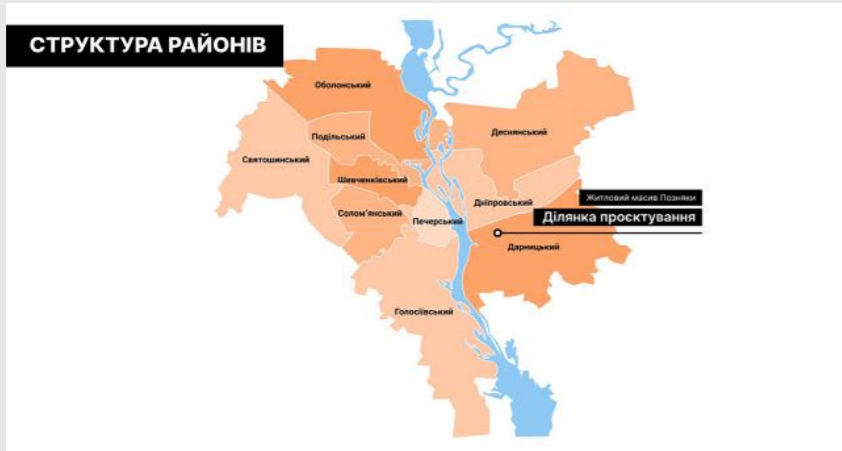 СТРУКТУРА РАЙОНІВ
Оболонський
Подільський
Деснянський
Святошинський
Шевченківський
Житловий масив Позняки
Дніпровський
Солом'янський
Печерський
Ділянка проєктування
Дарницький
Голосіївський